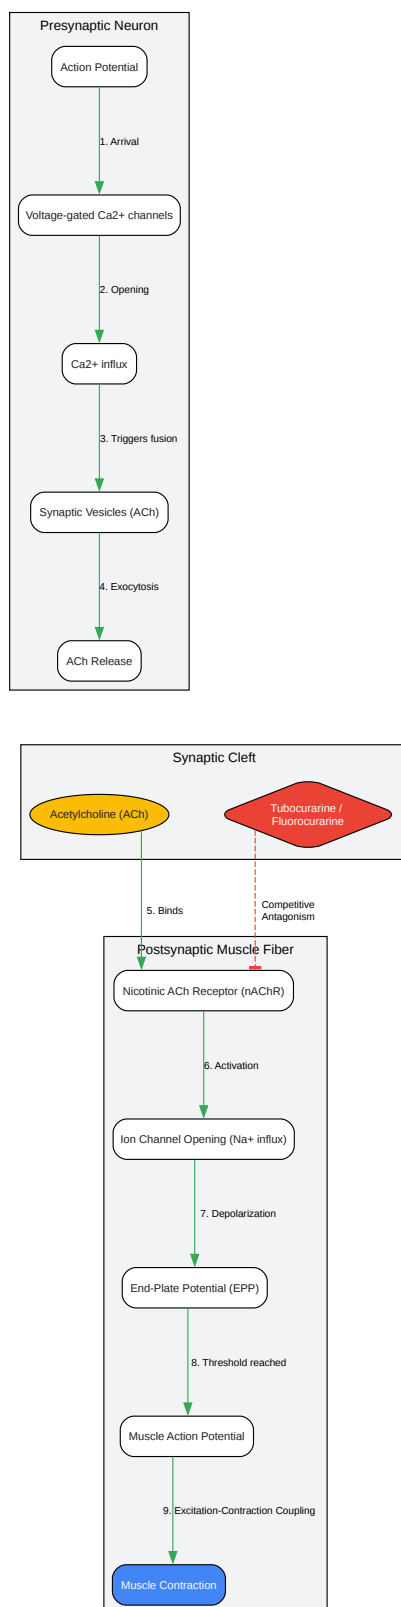 Presynaptic Neuron
Action Potential
1. Arrival
Voltage-gated Ca2+ channels
2. Opening
Ca2+ influx
3. Triggers fusion
Synaptic Vesicles (ACh)
4. Exocytosis
ACh Release
Synaptic Cleft
Acetylcholine (ACh)
Tubocurarine /
Fluorocurarine
5. Binds
Competitive
Antagonism
Postsynaptic Muscle Fiber
Nicotinic ACh Receptor (nAChR)
6. Activation
Ion Channel Opening (Na+ influx)
7. Depolarization
End-Plate Potential (EPP)
8. Threshold reached
Muscle Action Potential
9. Excitation-Contraction Coupling
Muscle Contraction